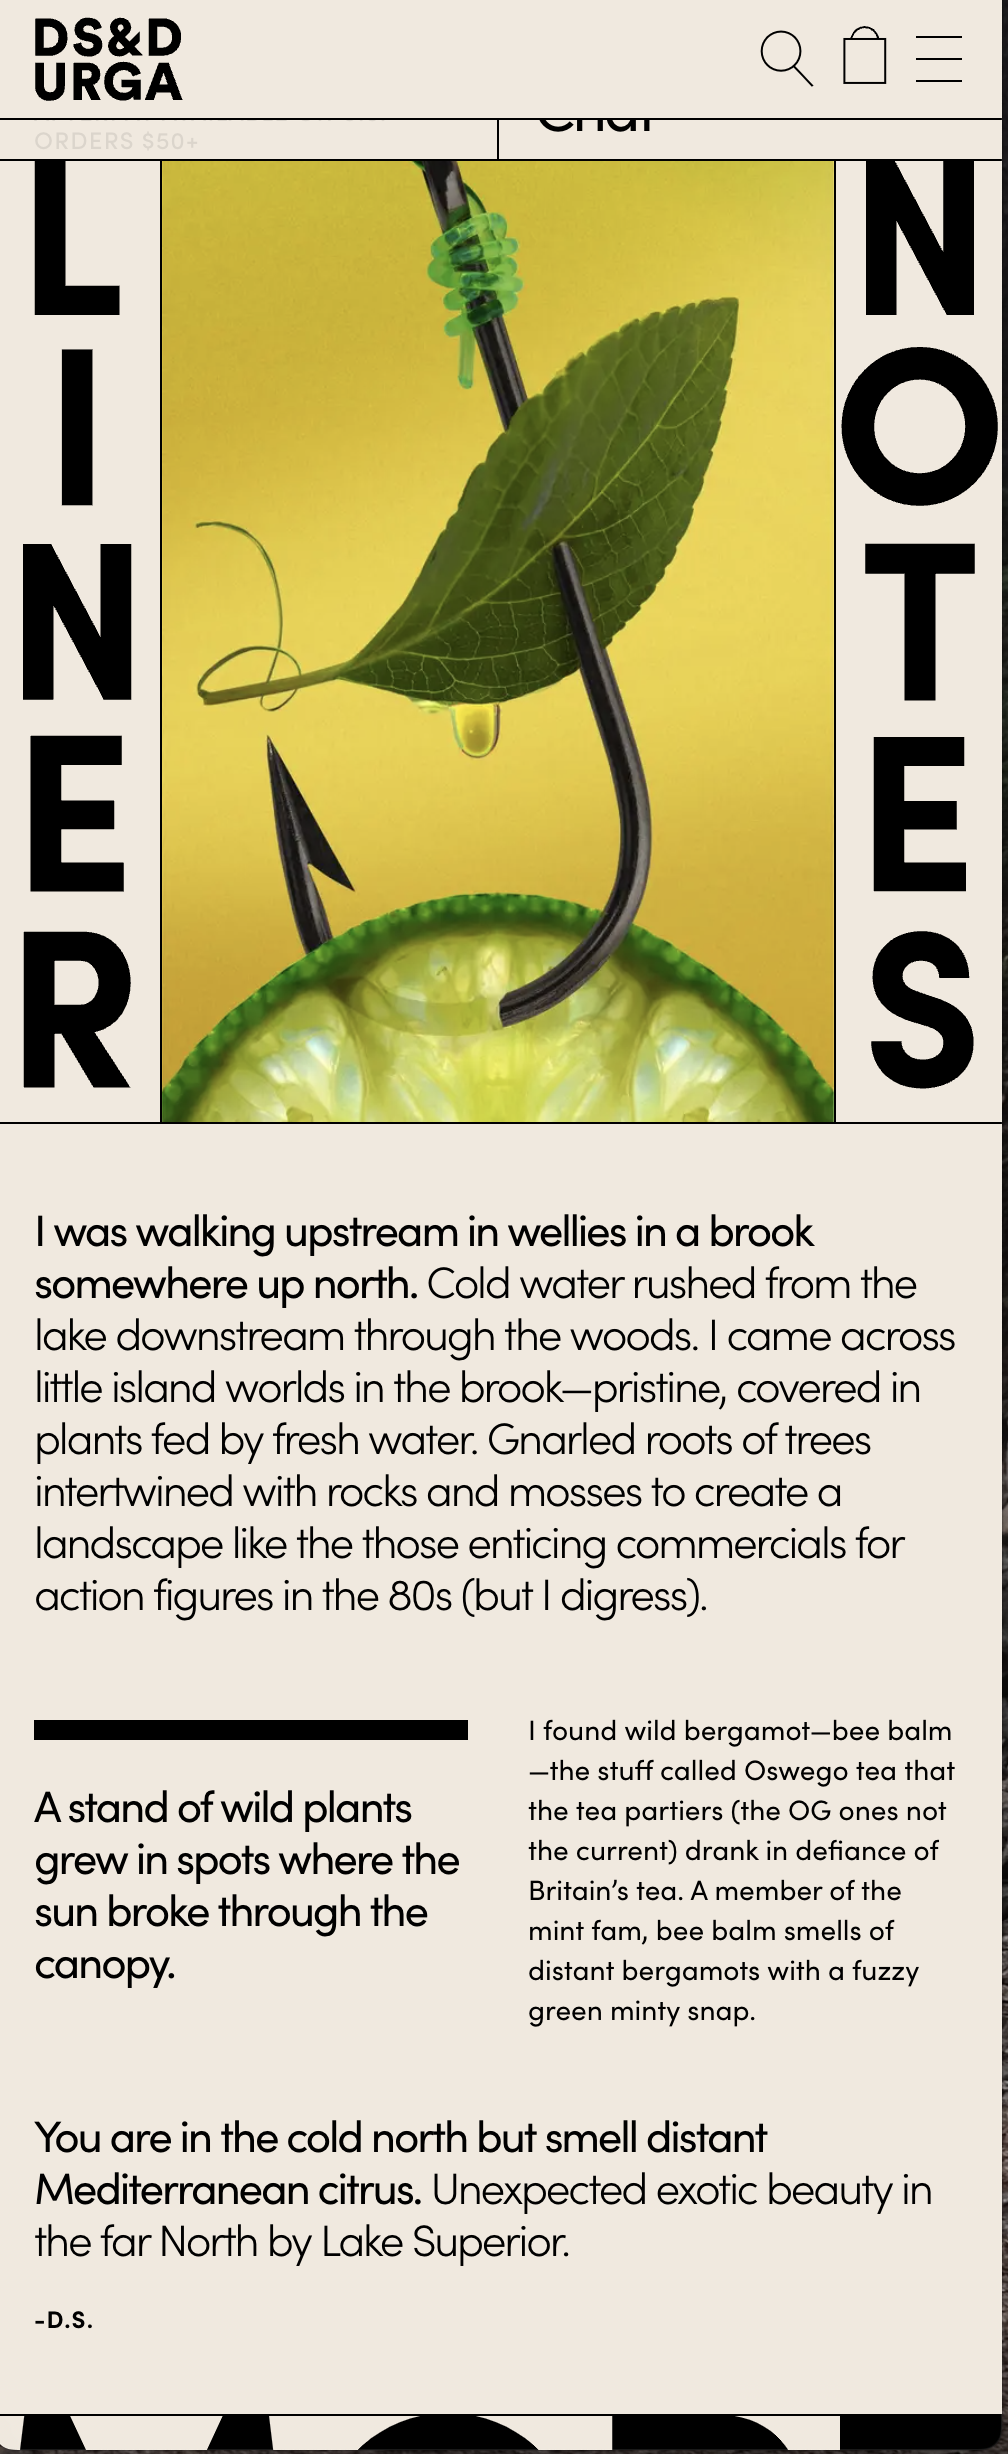 DS&D
URGA
ORDERS $50+
Chat
LINER
NOTES
I was walking upstream in wellies in a brook
somewhere up north. Cold water rushed from the
lake downstream through the woods. I came across
little island worlds in the brook—pristine, covered in
plants fed by fresh water. Gnarled roots of trees
intertwined with rocks and mosses to create a
landscape like the those enticing commercials for
action figures in the 80s (but I digress).
A stand of wild plants
grew in spots where the
sun broke through the
canopy.
I found wild bergamot—bee balm
—the stuff called Oswego tea that
the tea partiers (the OG ones not
the current) drank in defiance of
Britain’s tea. A member of the
mint fam, bee balm smells of
distant bergamots with a fuzzy
green minty snap.
You are in the cold north but smell distant
Mediterranean citrus. Unexpected exotic beauty in
the far North by Lake Superior.
-D.S.